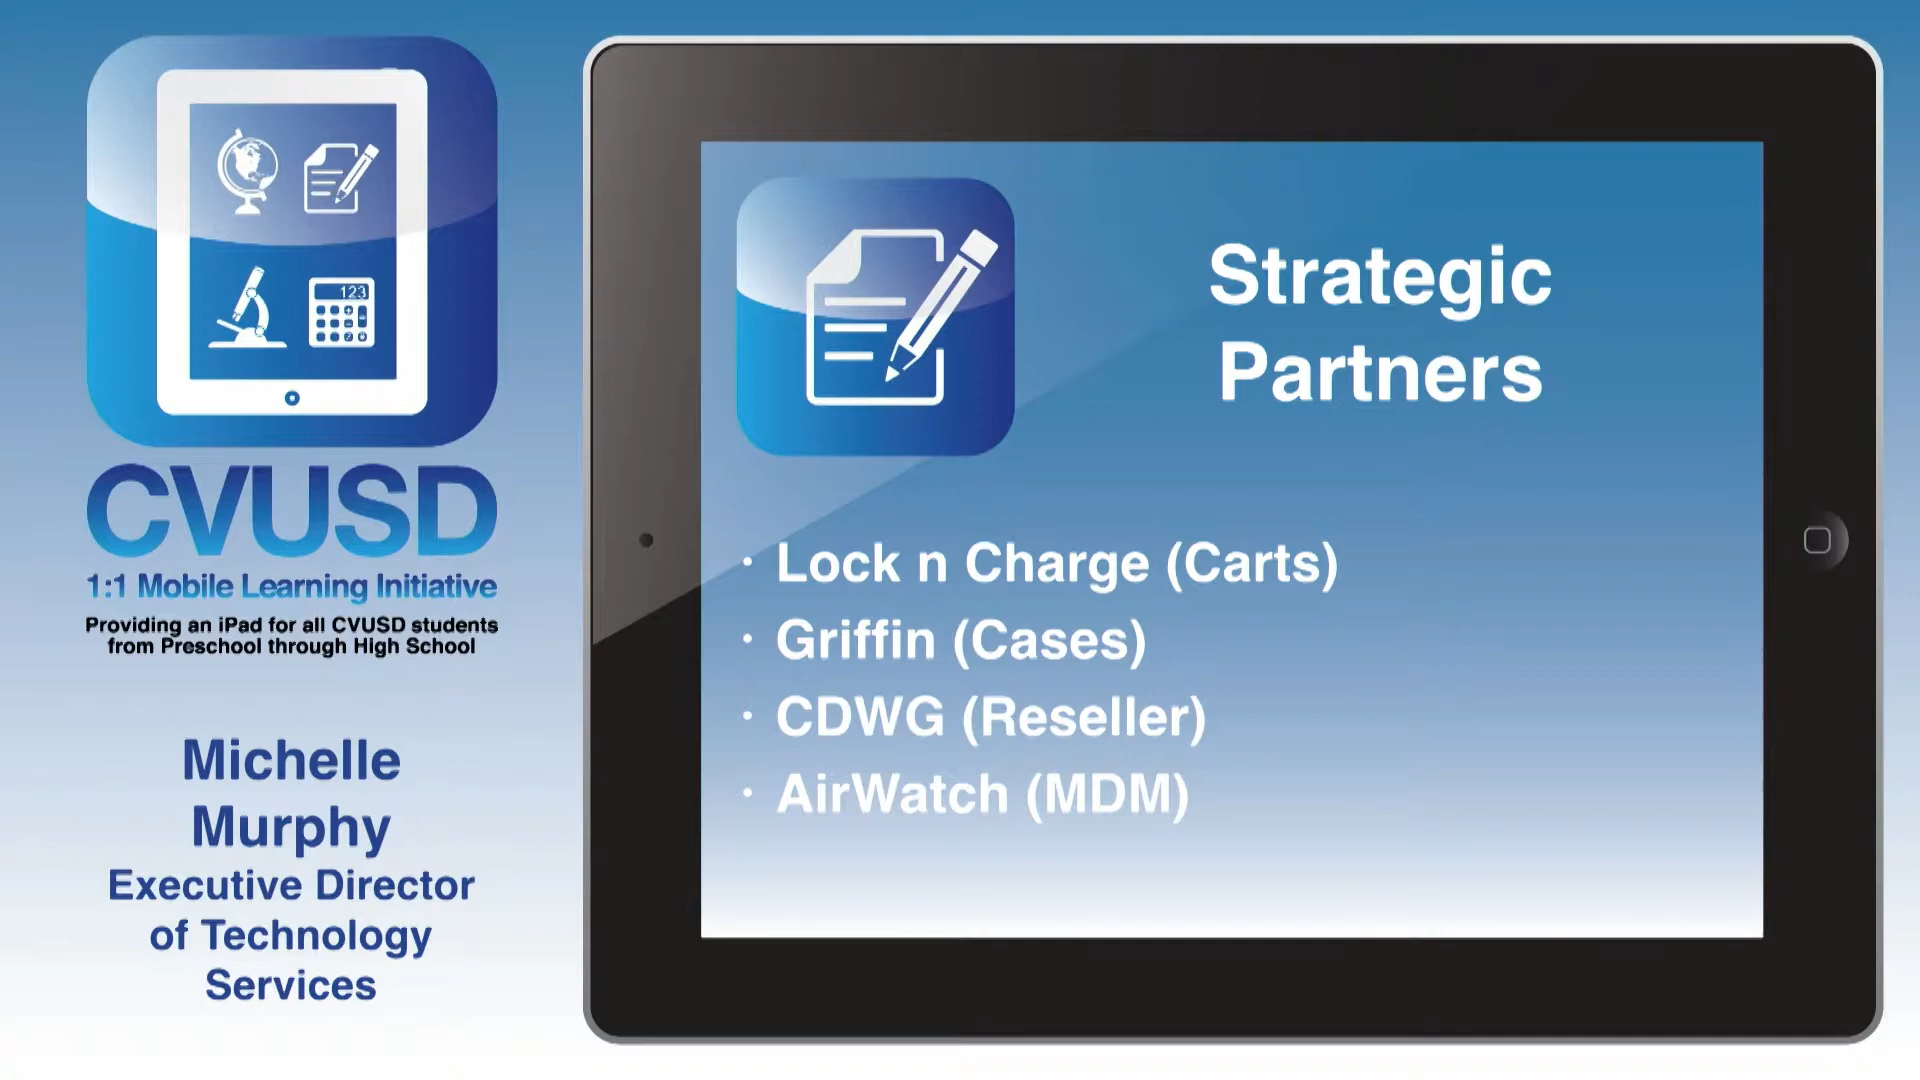 123
CVUSD
1:1 Mobile Learning Initiative
Providing an iPad for all CVUSD students
from Preschool through High School
Michelle
Murphy
Executive Director
of Technology
Services
Strategic
Partners
· Lock n Charge (Carts)
· Griffin (Cases)
· CDWG (Reseller)
· AirWatch (MDM)